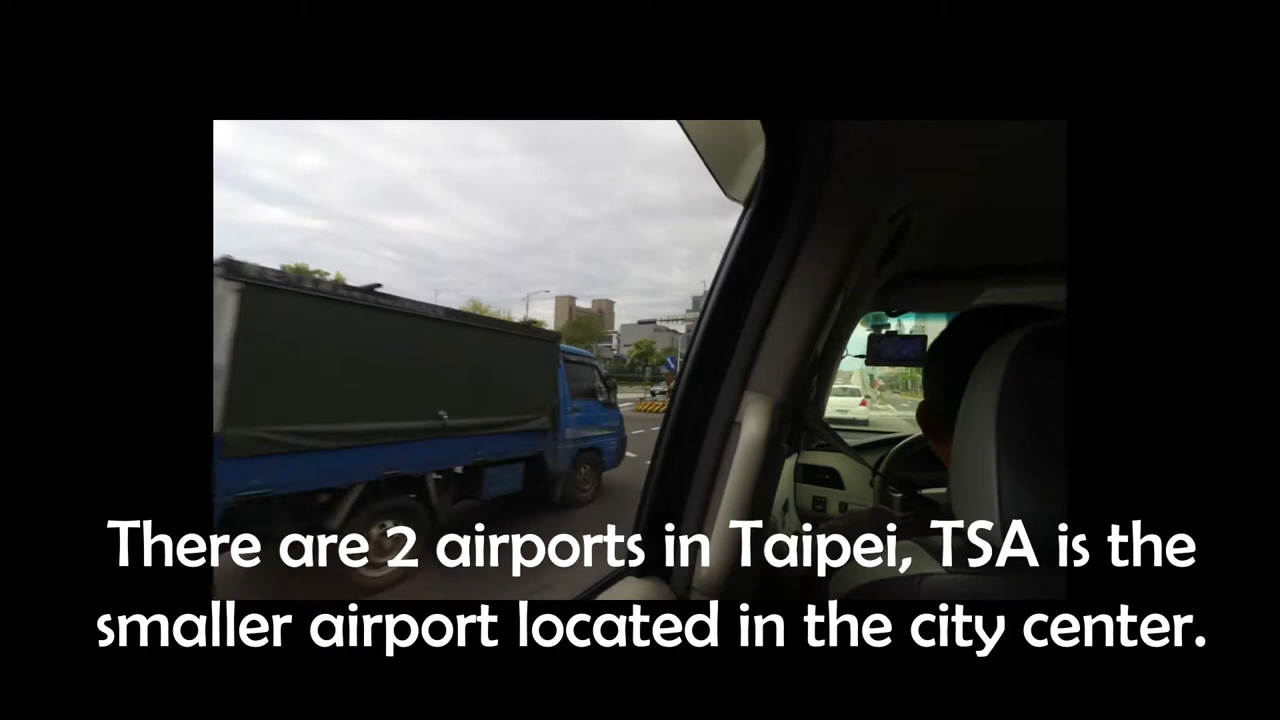 There are 2 airports in Taipei, TSA is the
smaller airport located in the city center.